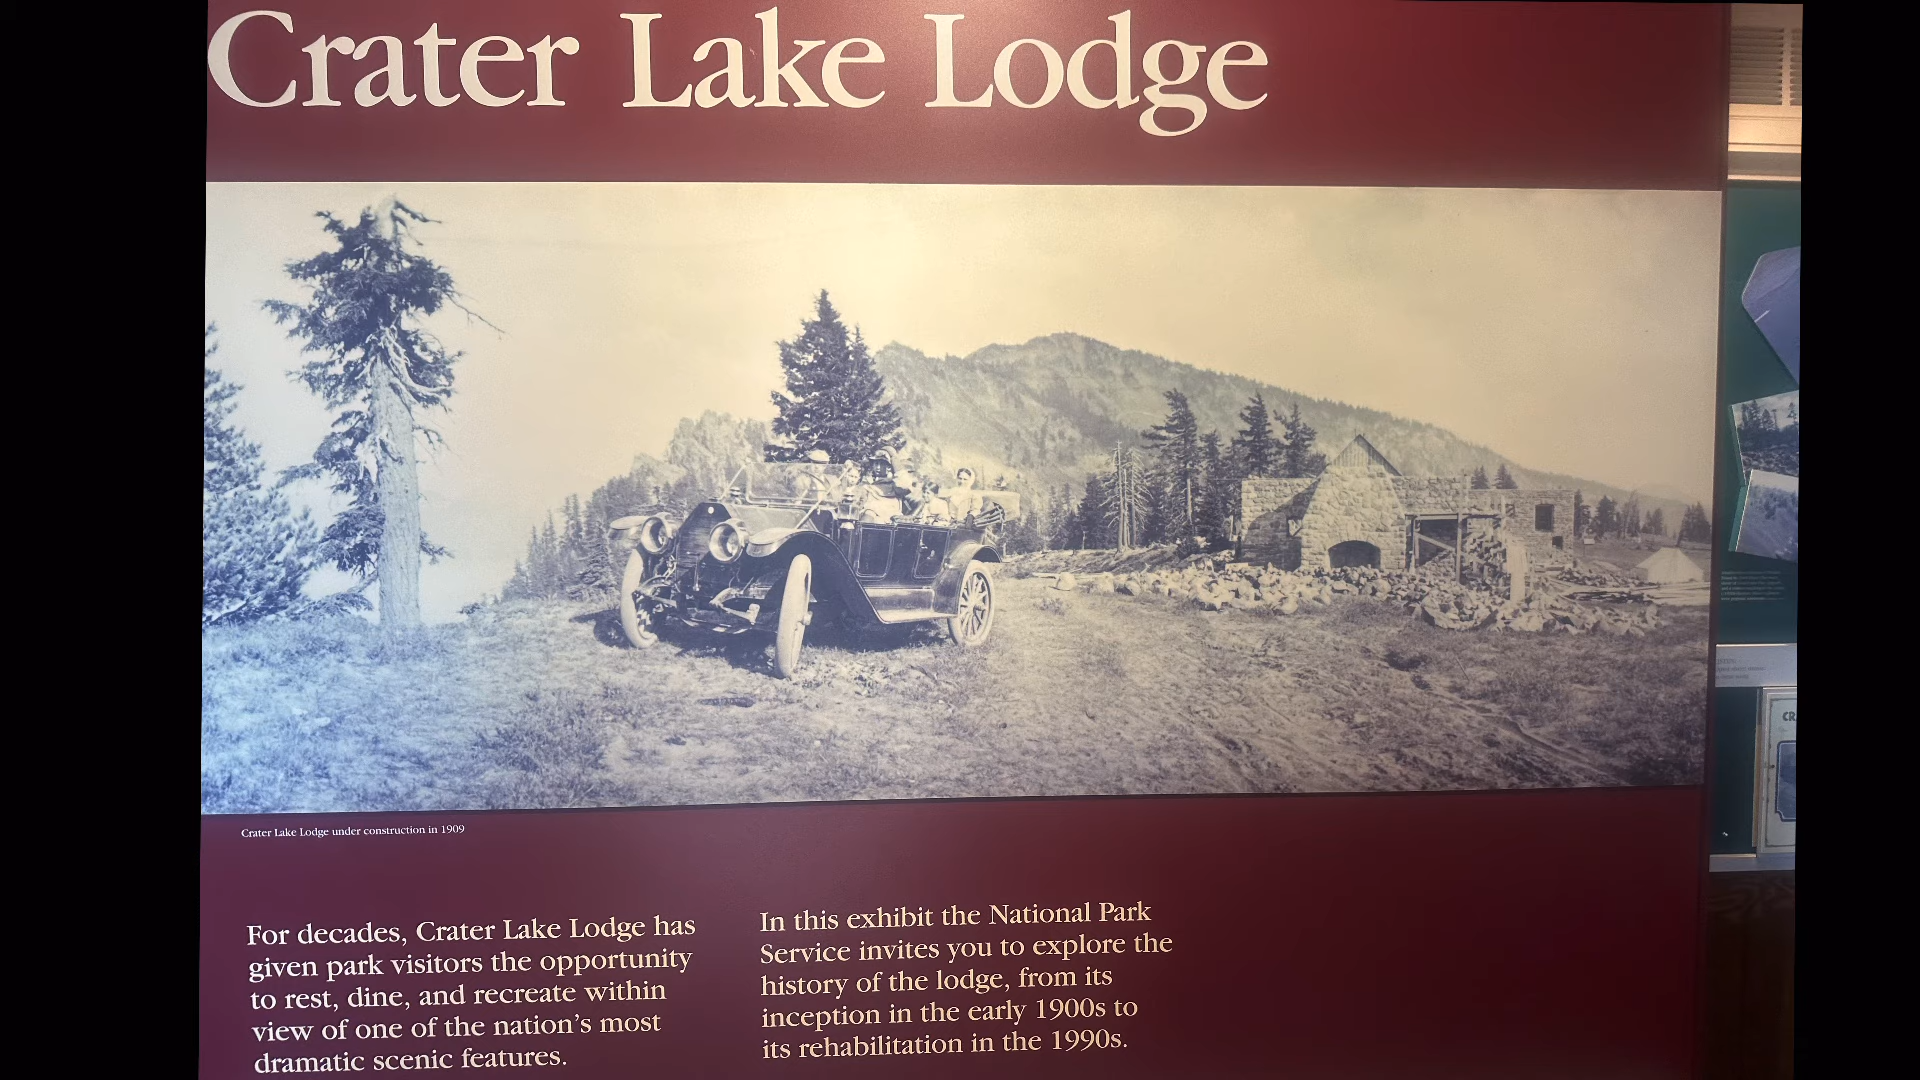 Crater Lake Lodge
Crater Lake Lodge under construction in 1909
For decades, Crater Lake Lodge has
given park visitors the opportunity
to rest, dine, and recreate within
view of one of the nation's most
dramatic scenic features.
In this exhibit the National Park
Service invites you to explore the
history of the lodge, from its
inception in the early 1900s to
its rehabilitation in the 1990s.
CR